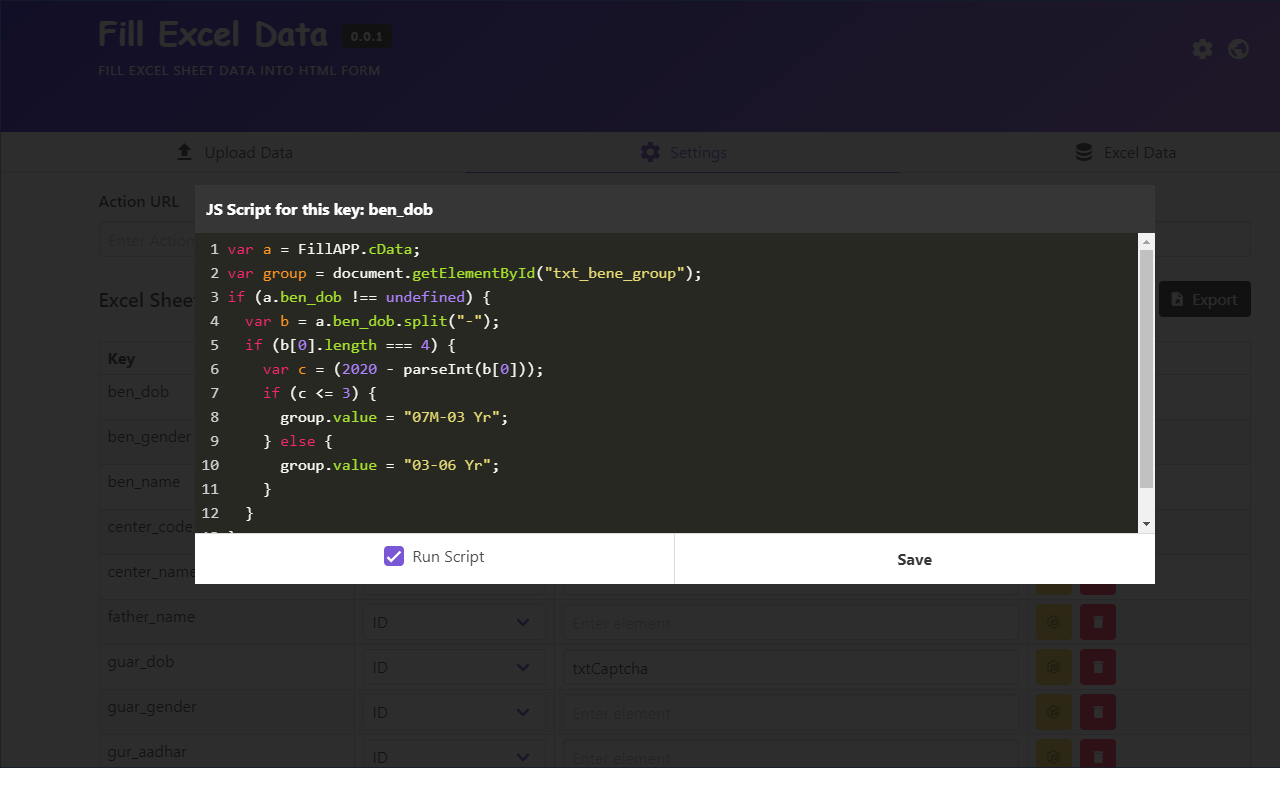 Fill Excel Data 0.0.1
FILL EXCEL SHEET DATA INTO HTML FORM
Upload Data
Settings
Excel Data
Action URL
Enter Action
Excel Sheet
Export
JS Script for this key: ben_dob
1 var a = FillAPP.cData;
2 var group = document.getElementById("txt_bene_group");
3 if (a.ben_dob !== undefined) {
4 var b = a.ben_dob.split("-");
5 if (b[0].length === 4) {
6 var c = (2020 - parseInt(b[0]));
7 if (c <= 3) {
8 group.value = "07M-03 Yr";
9 } else {
10 group.value = "03-06 Yr";
11 }
12 }
Run Script
Save
Key
ben_dob
ben_gender
ben_name
center_code
center_name
father_name ID Enter element
guar_dob ID txtCaptcha
guar_gender ID Enter element
gur_aadhar ID Enter element